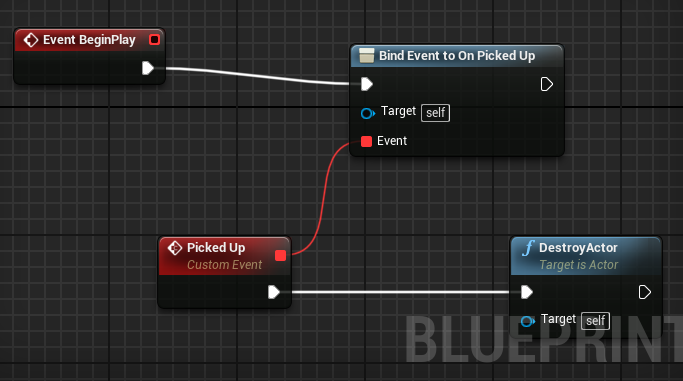 Event BeginPlay
Bind Event to On Picked Up
Target self
Event
Picked Up
Custom Event
f DestroyActor
Target is Actor
Target self
BLUEPRINT